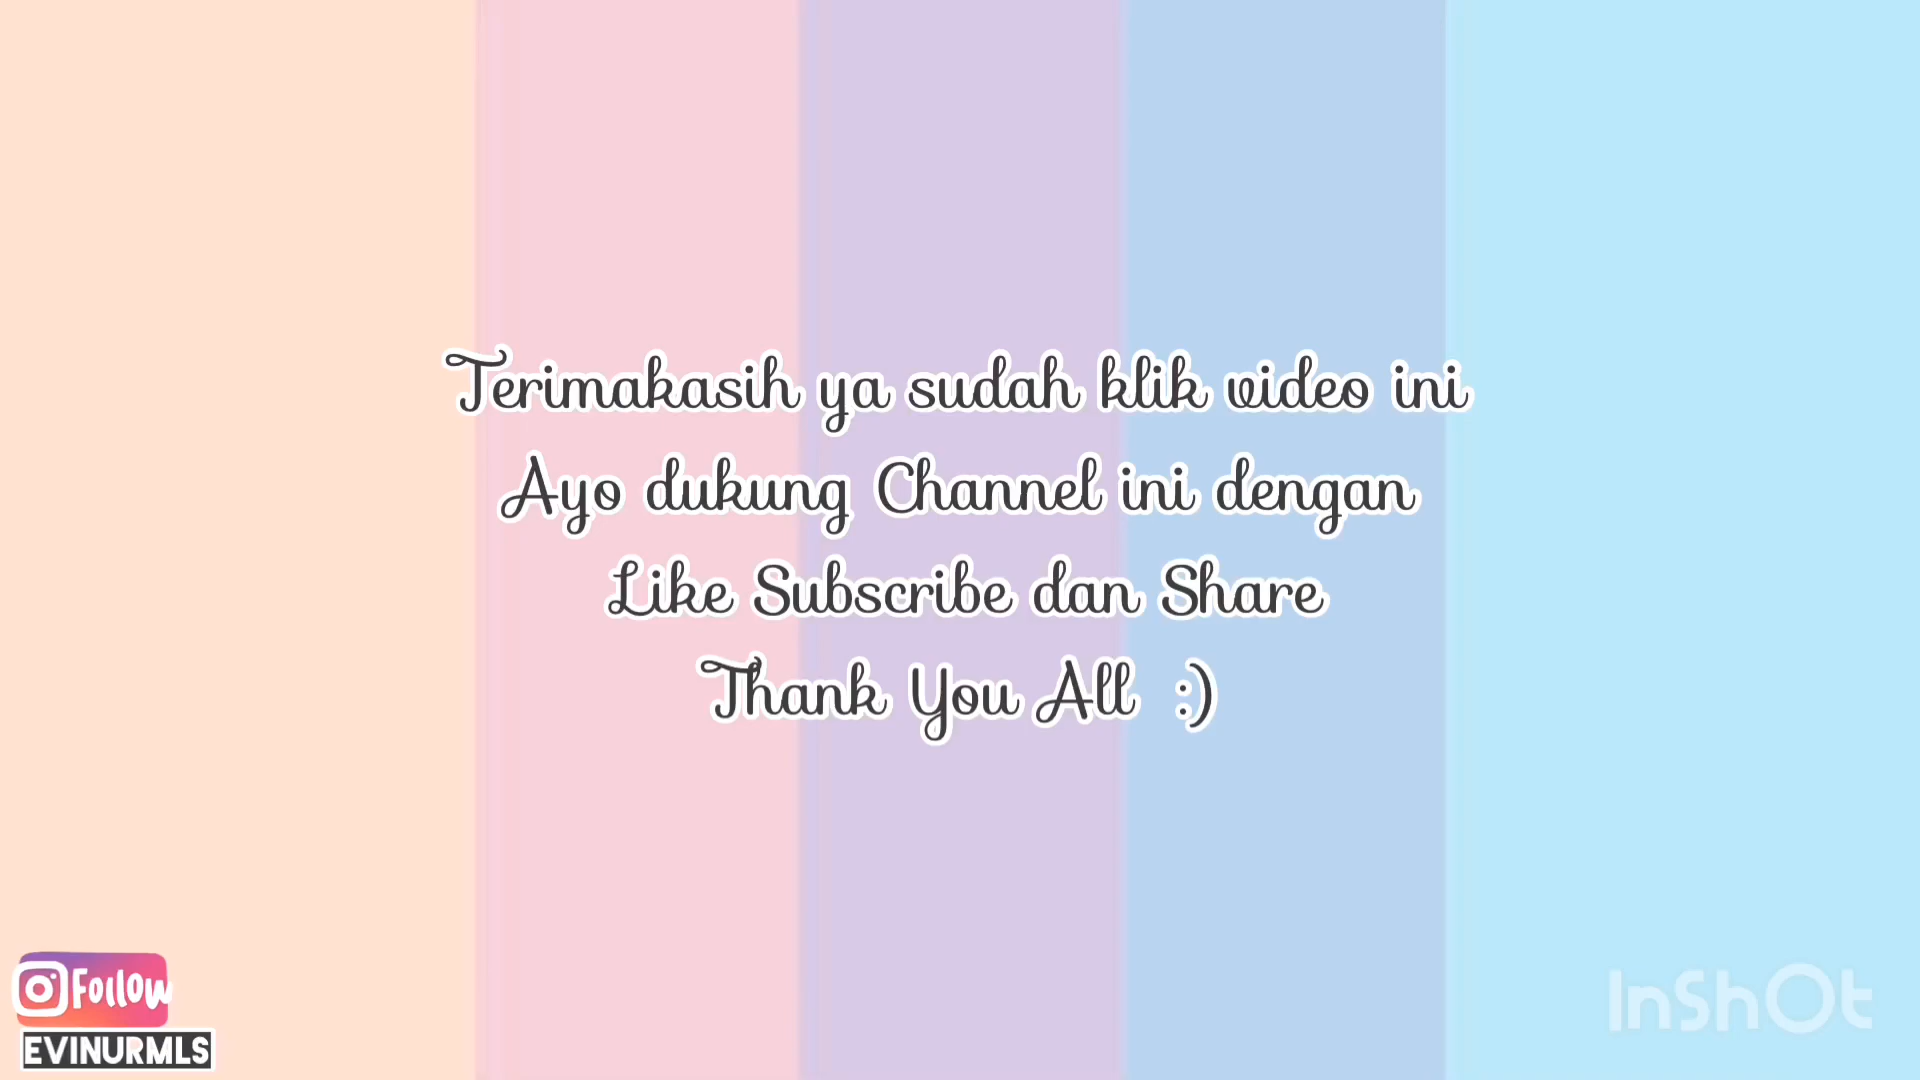 Terimakasih ya sudah klik video ini
Ayo dukung Channel ini dengan
Like Subscribe dan Share
Thank You All :)
Follow
EVINURMLS
InShOt